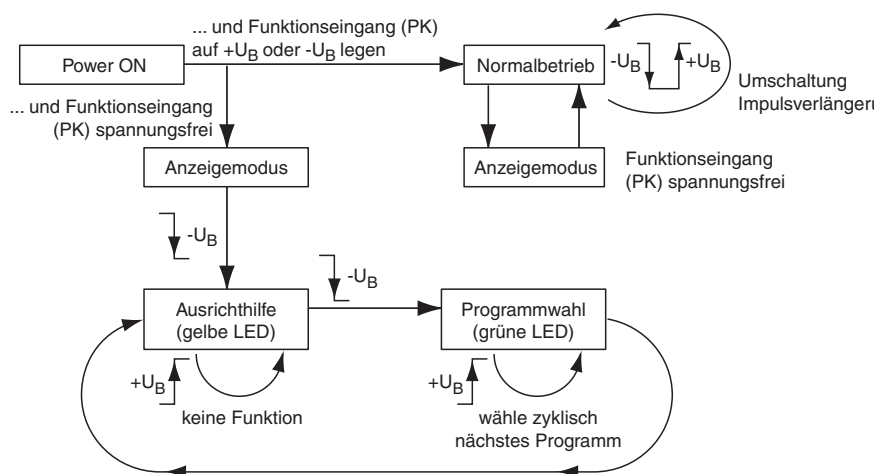 ... und Funktionseingang (PK)
auf +UB oder -UB legen
Power ON
Normalbetrieb
-UB
+UB
Umschaltung
Impulsverlängeru
... und Funktionseingang
(PK) spannungsfrei
Anzeigemodus
Anzeigemodus
Funktionseingang
(PK) spannungsfrei
-UB
-UB
Ausrichthilfe
(gelbe LED)
Programmwahl
(grüne LED)
+UB
keine Funktion
+UB
wähle zyklisch
nächstes Programm